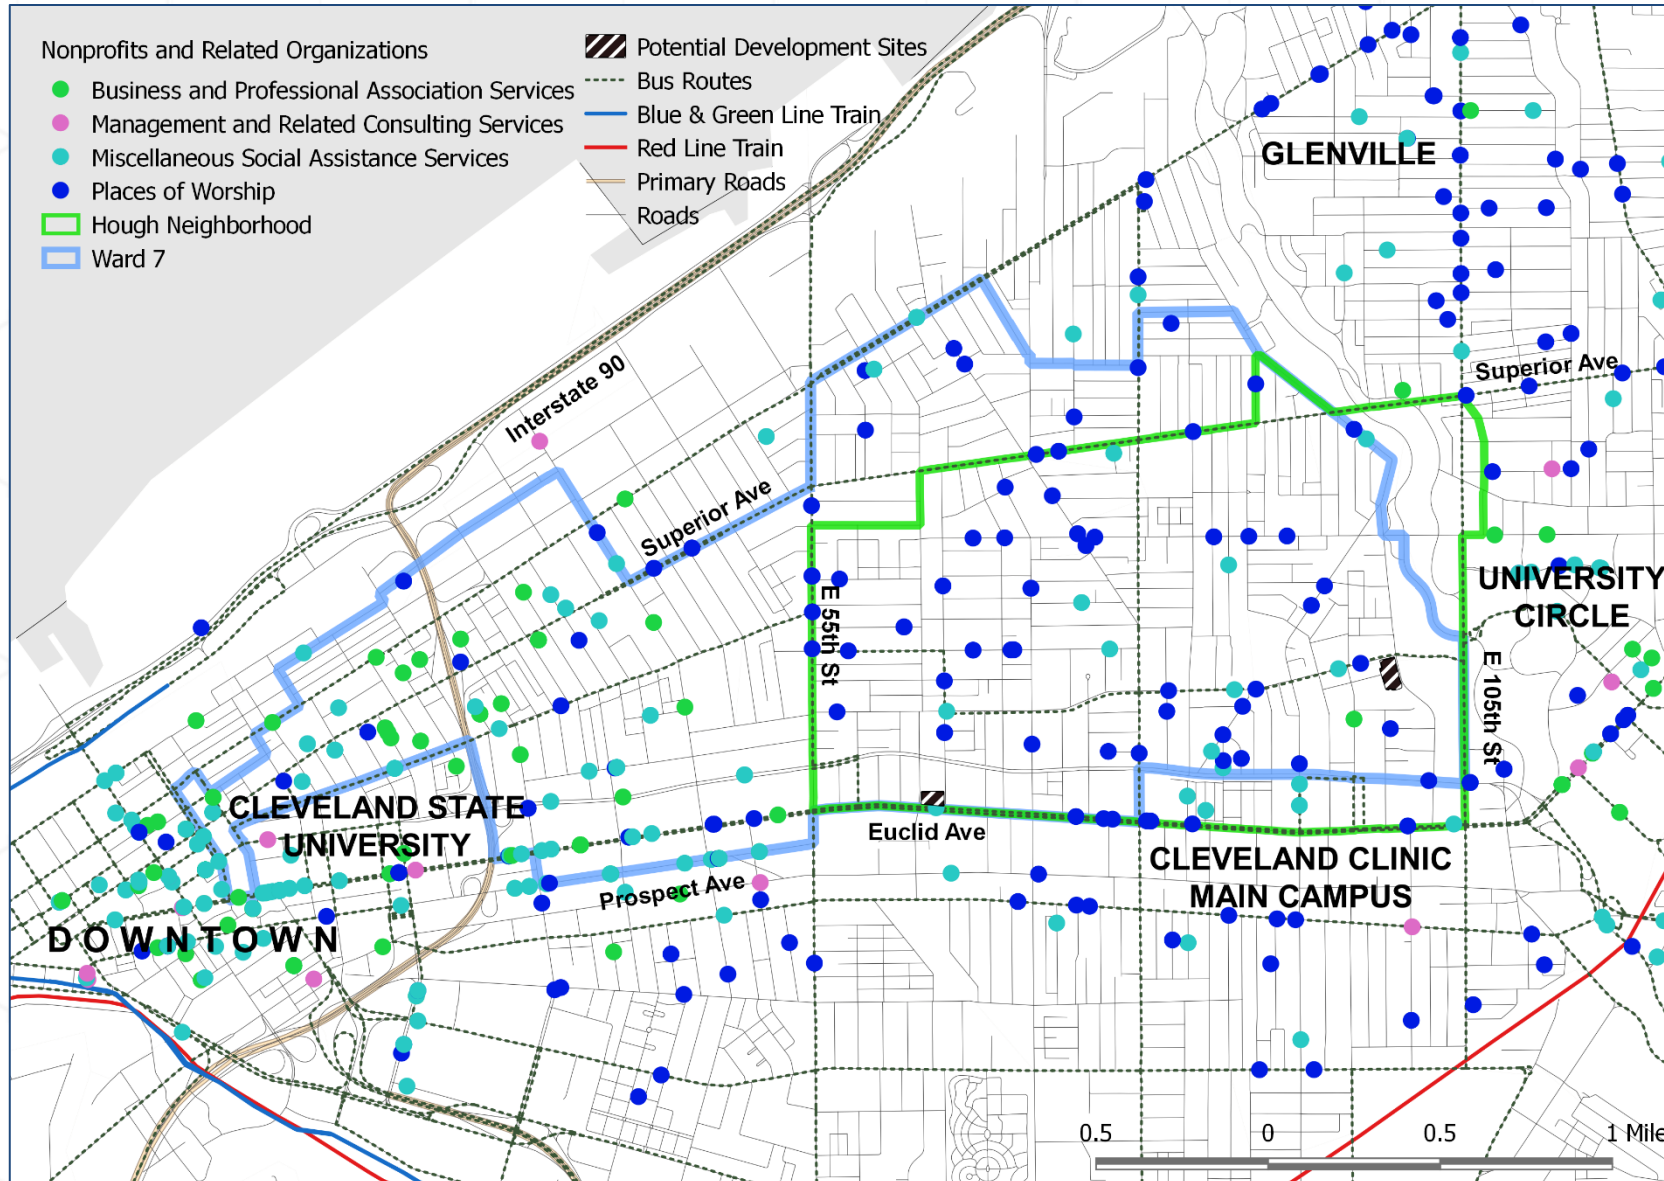 Nonprofits and Related Organizations
Business and Professional Association Services
Management and Related Consulting Services
Miscellaneous Social Assistance Services
Places of Worship
Hough Neighborhood
Ward 7
Potential Development Sites
Bus Routes
Blue & Green Line Train
Red Line Train
Primary Roads
Roads
GLENVILLE
Interstate 90
Superior Ave
Superior Ave
E 55th St
UNIVERSITY
CIRCLE
E 105th St
CLEVELAND STATE
UNIVERSITY
Euclid Ave
Prospect Ave
CLEVELAND CLINIC
MAIN CAMPUS
DOWNTOWN
0.5 0 0.5 1 Mile